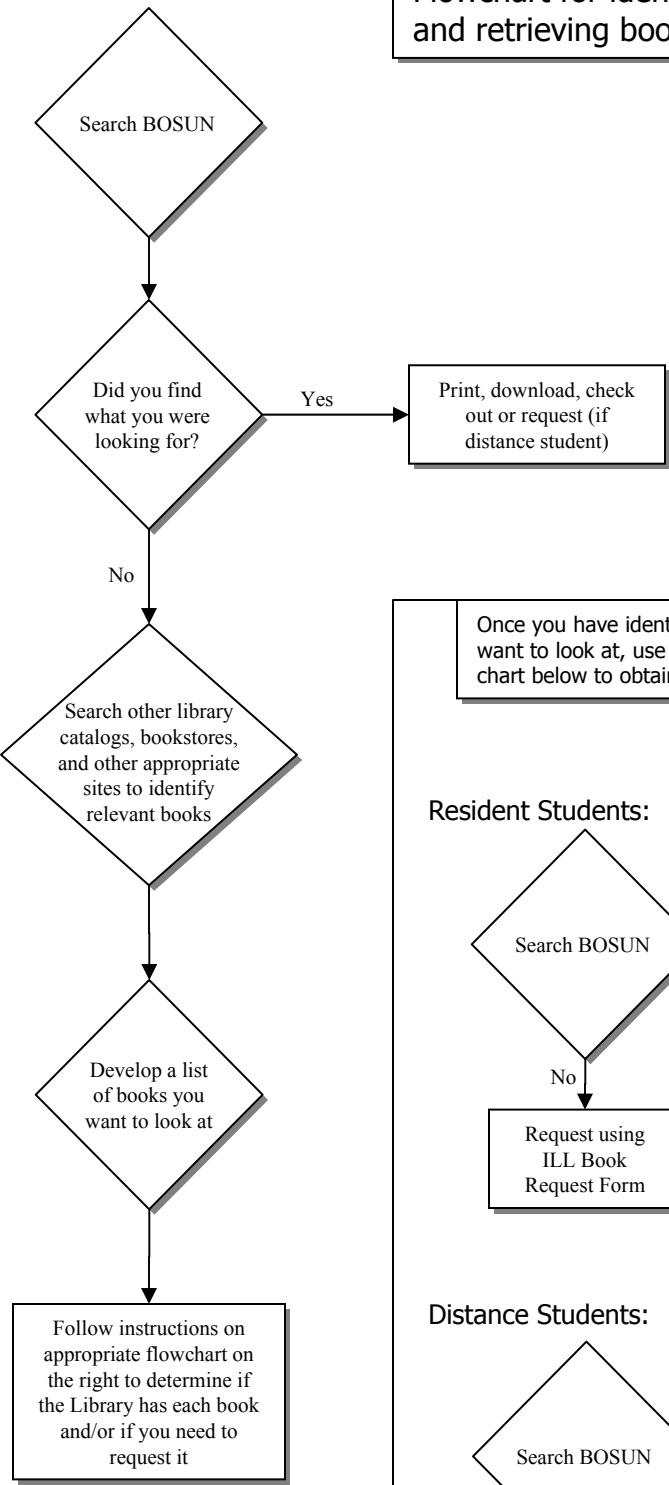 Flowchart for
and retrieving
Search BOSUN
Did you find
what you were
looking for?
Yes
Print, download, check
out or request (if
distance student)
No
Search other library
catalogs, bookstores,
and other appropriate
sites to identify
relevant books
Develop a list
of books you
want to look at
Follow instructions on
appropriate flowchart on
the right to determine if
the Library has each book
and/or if you need to
request it
Once you have
want to look at, use
chart below to
Resident Students:
Search BOSUN
No
Request using
ILL Book
Request Form
Distance Students:
Search BOSUN